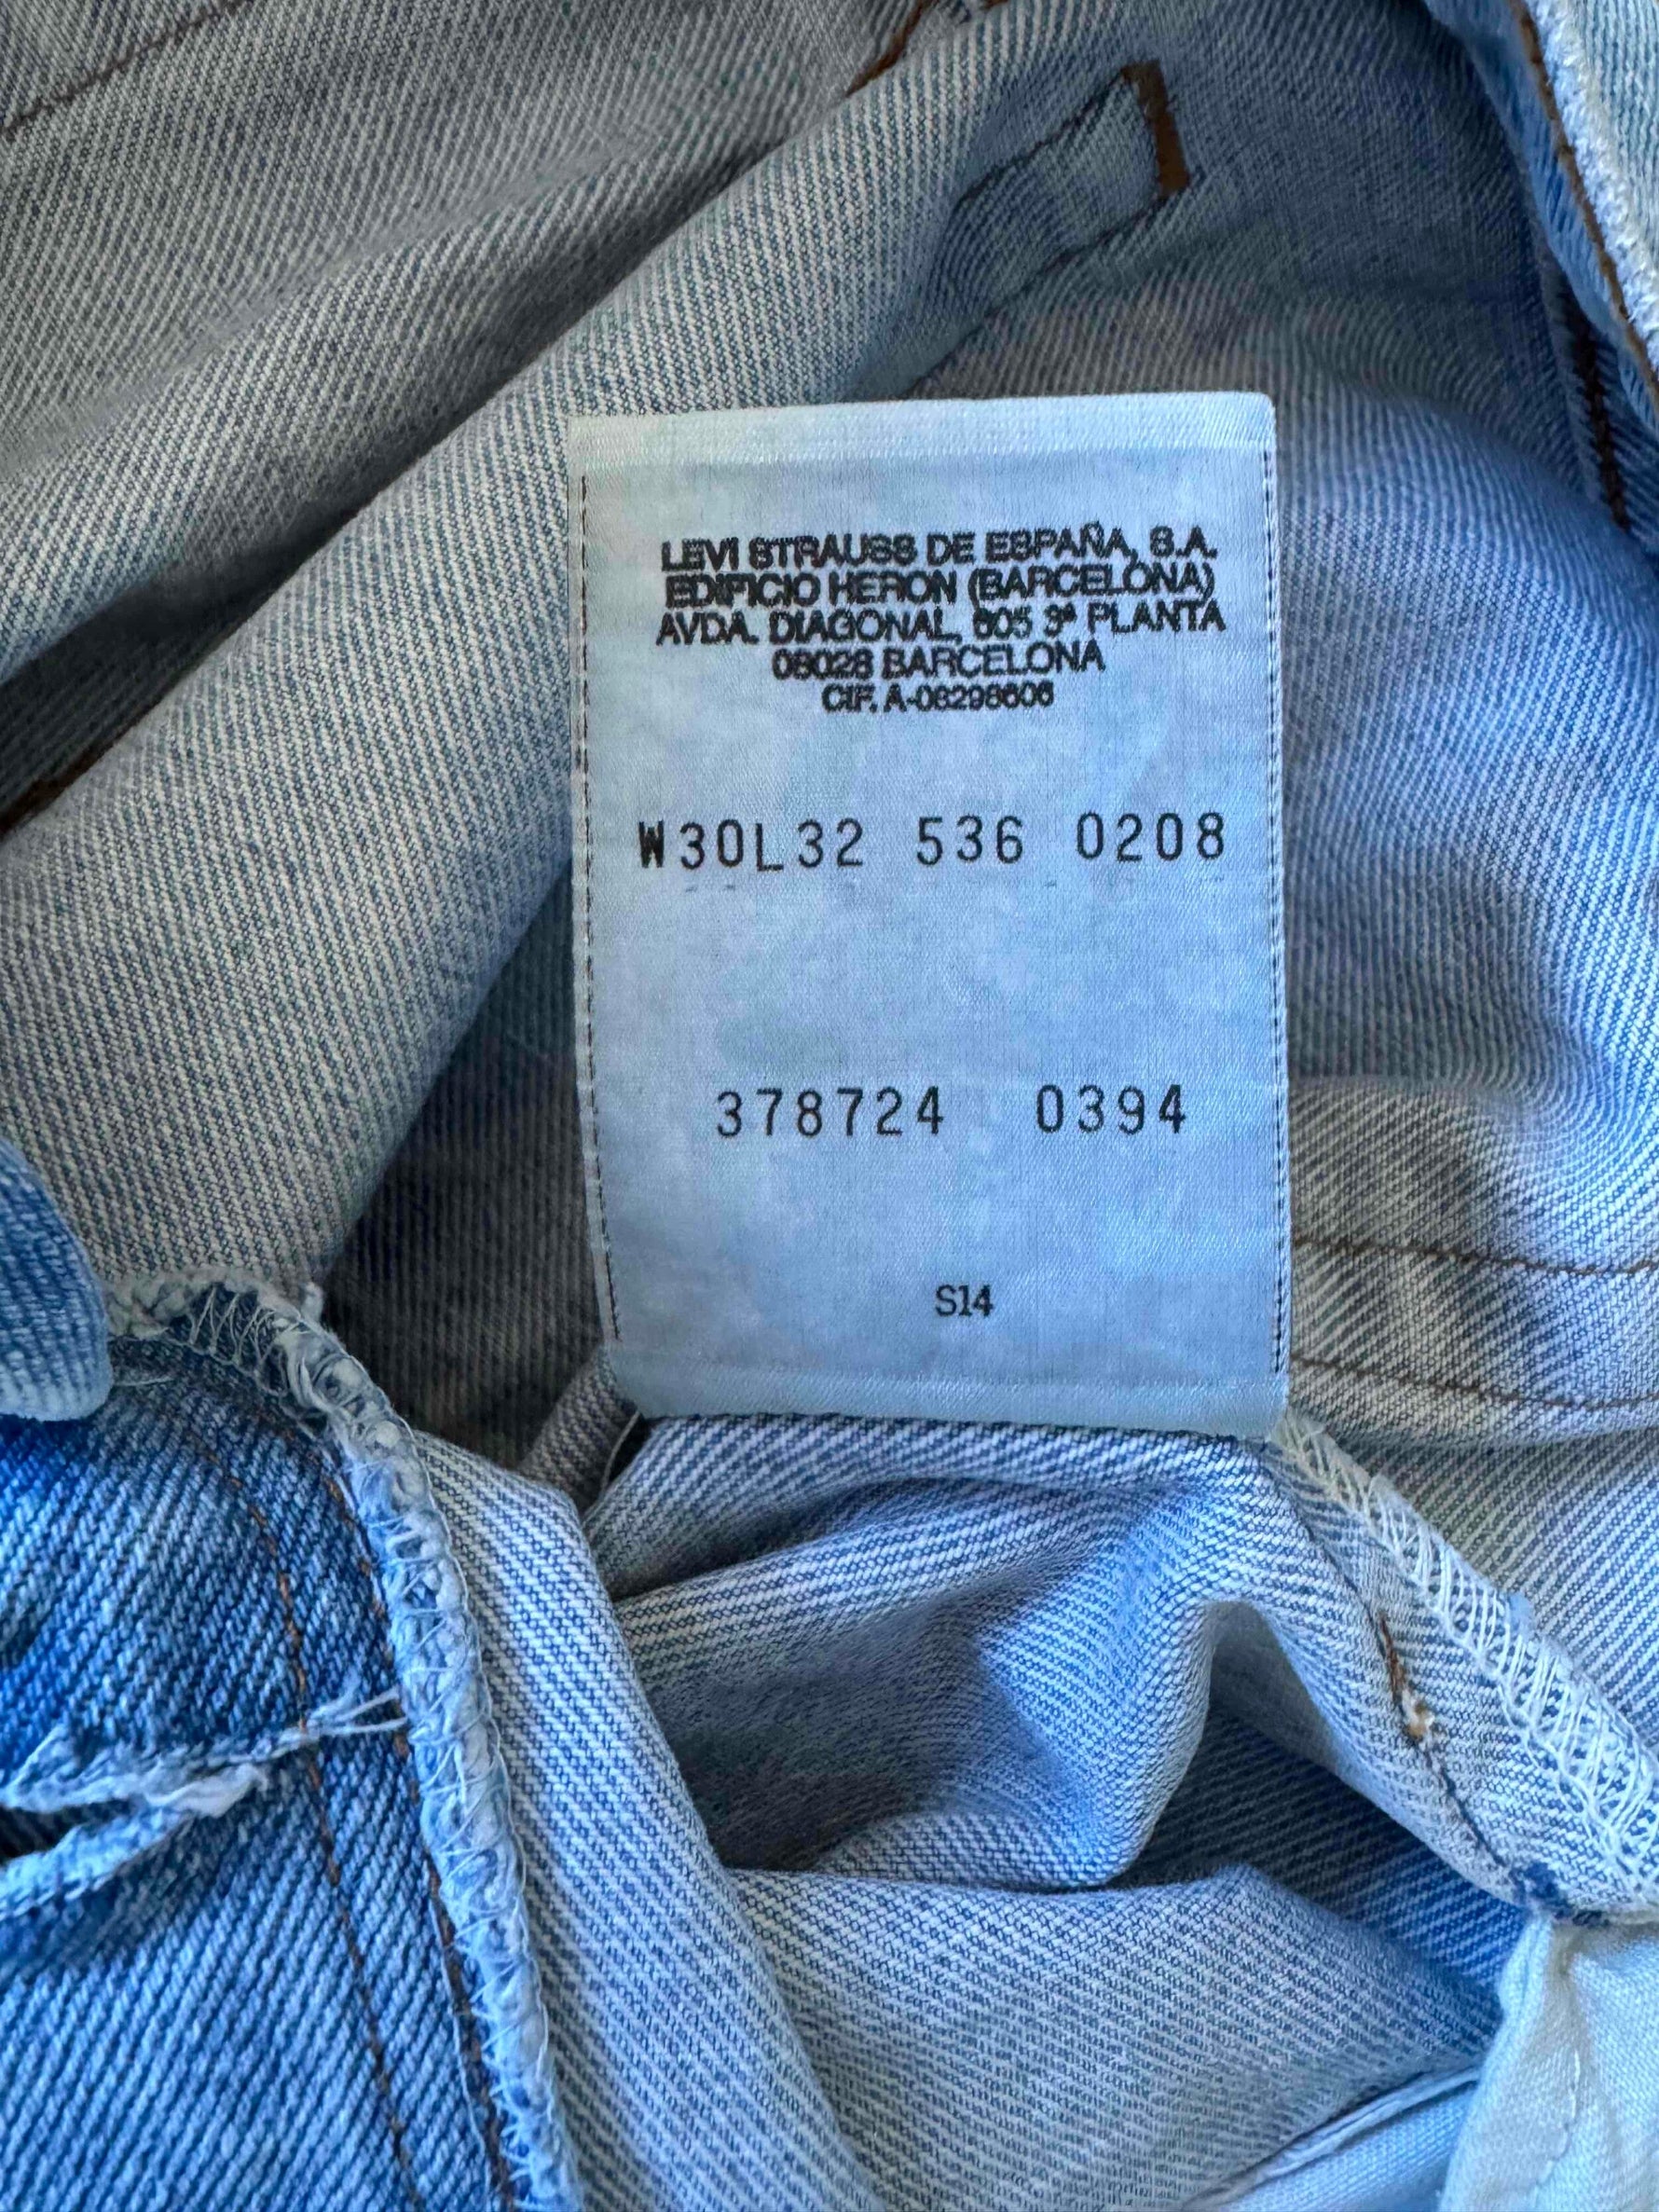 LEVI STRAUSS DE ESPAÑA, S.A.
EDIFICIO HERON (BARCELONA)
AVDA. DIAGONAL, 605 3ª PLANTA
08028 BARCELONA
CIF. A-08298606
W30L32 536 0208
378724 0394
S14